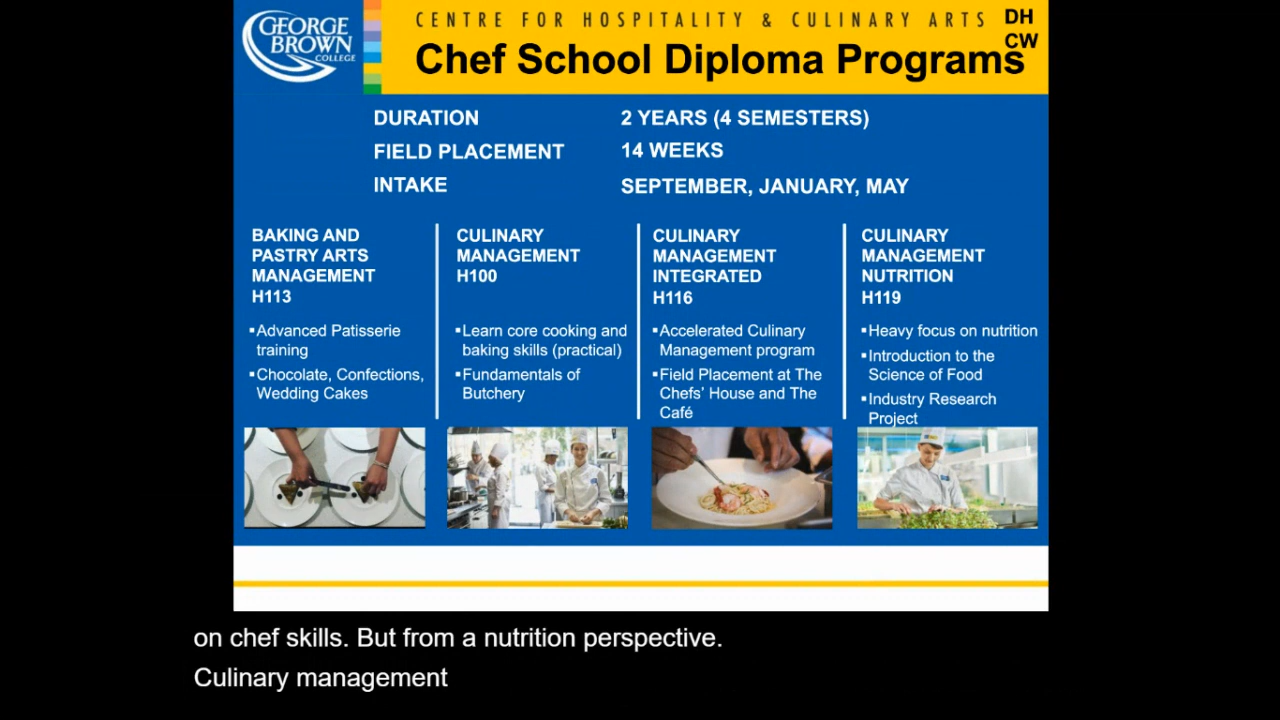 GEORGE
BROWN
COLLEGE
CENTRE FOR HOSPITALITY & CULINARY ARTS
DH
CW
Chef School Diploma Programs
DURATION 2 YEARS (4 SEMESTERS)
FIELD PLACEMENT 14 WEEKS
INTAKE SEPTEMBER, JANUARY, MAY
BAKING AND
PASTRY ARTS
MANAGEMENT
H113
▪Advanced Patisserie
training
▪Chocolate, Confections,
Wedding Cakes
CULINARY
MANAGEMENT
H100
▪Learn core cooking and
baking skills (practical)
▪Fundamentals of
Butchery
CULINARY
MANAGEMENT
INTEGRATED
H116
▪Accelerated Culinary
Management program
▪Field Placement at The
Chefs’ House and The
Café
CULINARY
MANAGEMENT
NUTRITION
H119
▪Heavy focus on nutrition
▪Introduction to the
Science of Food
▪Industry Research
Project
on chef skills. But from a nutrition perspective.
Culinary management